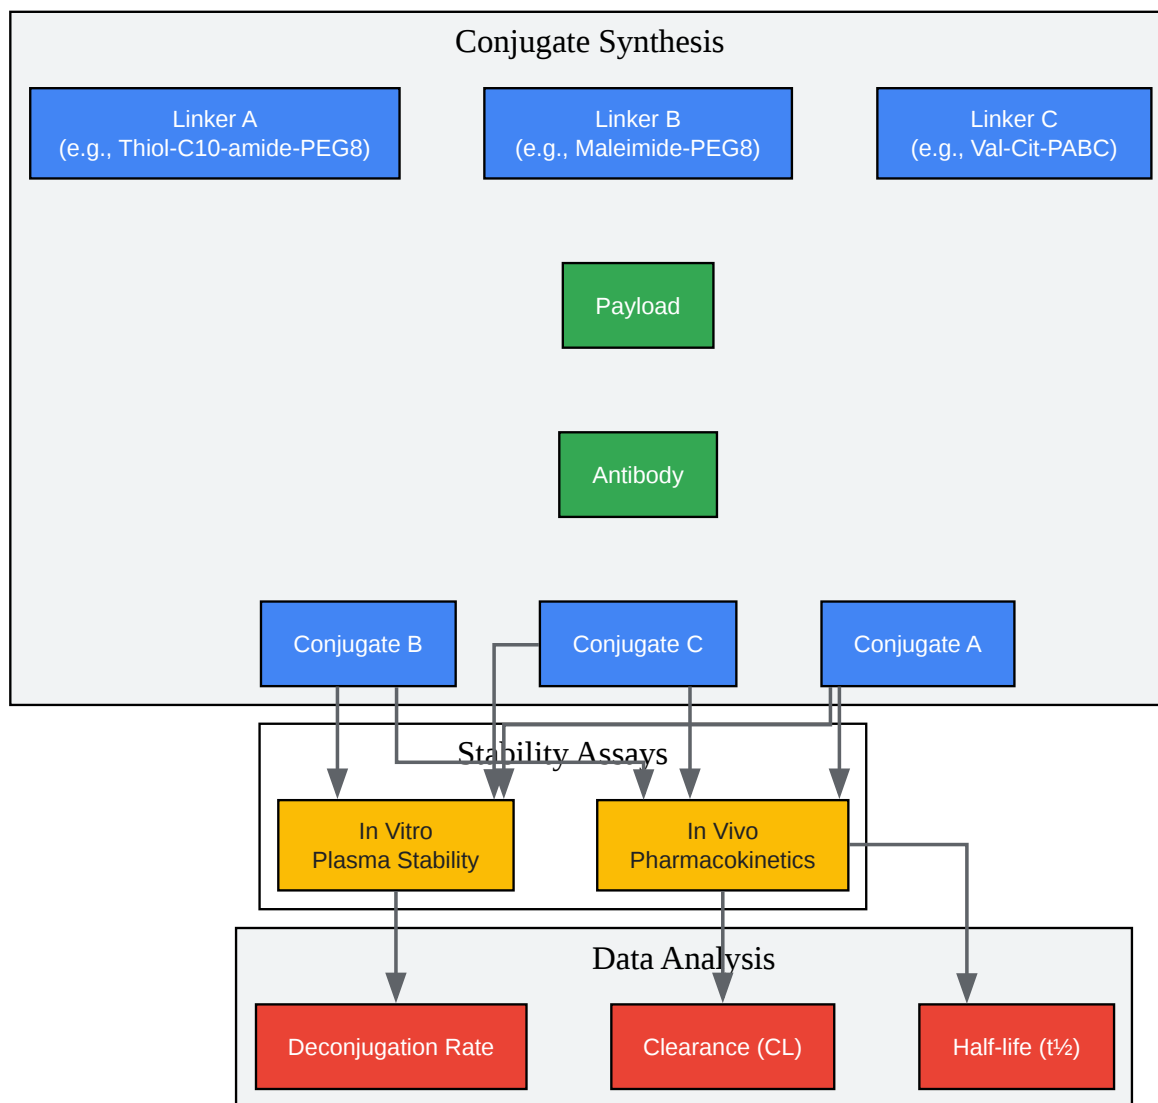 Conjugate Synthesis
Linker A
(e.g., Thiol-C10-amide-PEG8)
Linker B
(e.g., Maleimide-PEG8)
Linker C
(e.g., Val-Cit-PABC)
Payload
Antibody
Conjugate B
Conjugate C
Conjugate A
Stability Assays
In Vitro
Plasma Stability
In Vivo
Pharmacokinetics
Data Analysis
Deconjugation Rate
Clearance (CL)
Half-life (t½)